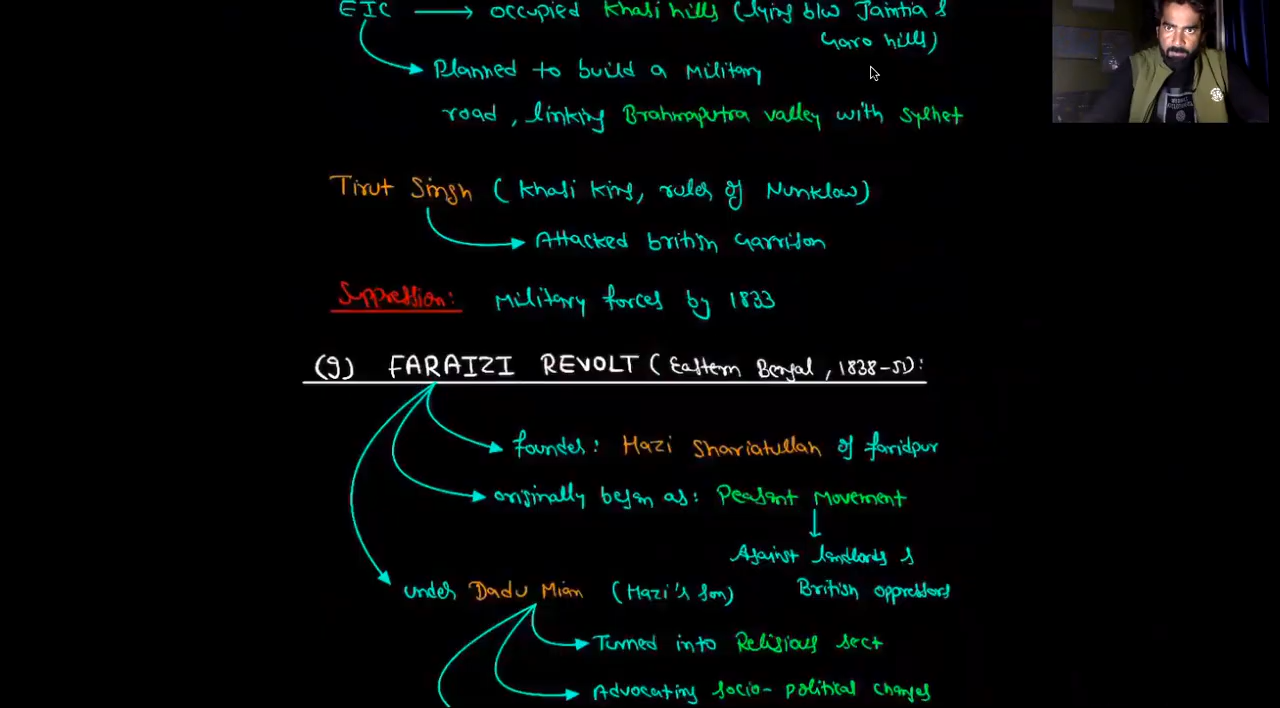 EIC → occupied Khasi hills (lying b/w Jaintia &
Garo hills)
Planned to build a Military
road, linking Brahmaputra valley with Sylhet
Tirut Singh (Khasi King, ruler of Nunklow)
Attacked british Garrison
Suppression: Military forces by 1833
(9) FARAIZI REVOLT (Eastern Bengal, 1838-51):
founder: Hazi Shariatullah of faridpur
originally began as: Peasant Movement
Against landlords &
British oppressors
under Dadu Mian (Hazi's son)
Turned into Religious sect
Advocating socio-political changes